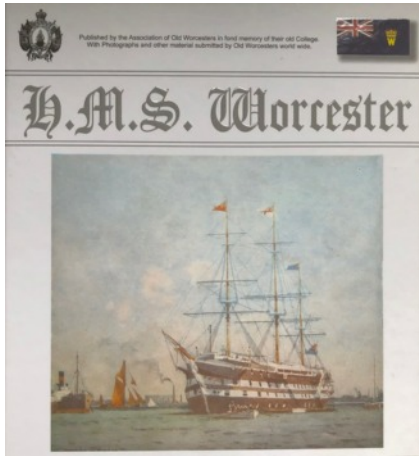 Published by the Association of Old Worcesters in fond memory of their old College.
With Photographs and other material submitted by Old Worcesters world wide.
W
H.M.S. Worcester